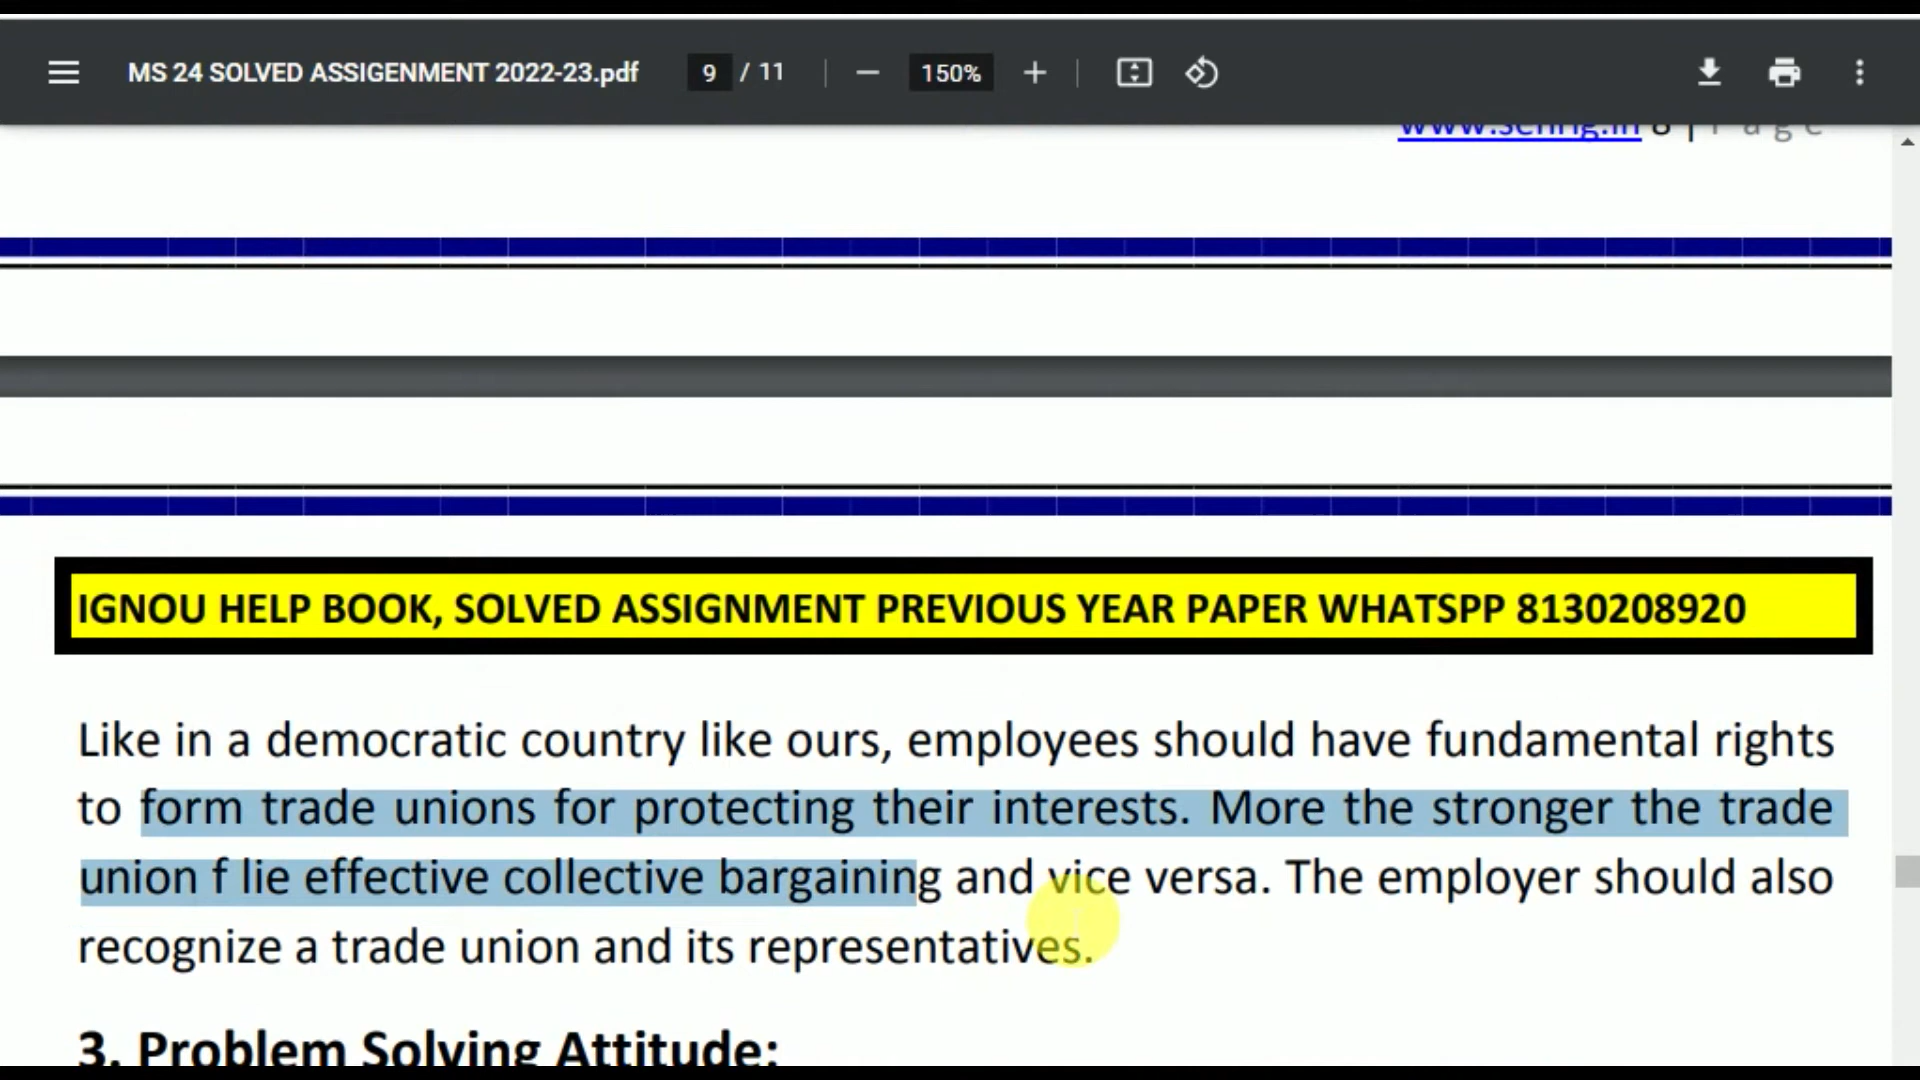 MS 24 SOLVED ASSIGENMENT 2022-23.pdf 9 / 11 150%
8 | P a g e
IGNOU HELP BOOK, SOLVED ASSIGNMENT PREVIOUS YEAR PAPER WHATSPP 8130208920
Like in a democratic country like ours, employees should have fundamental rights
to form trade unions for protecting their interests. More the stronger the trade
union f lie effective collective bargaining and vice versa. The employer should also
recognize a trade union and its representatives.
3. Problem Solving Attitude: